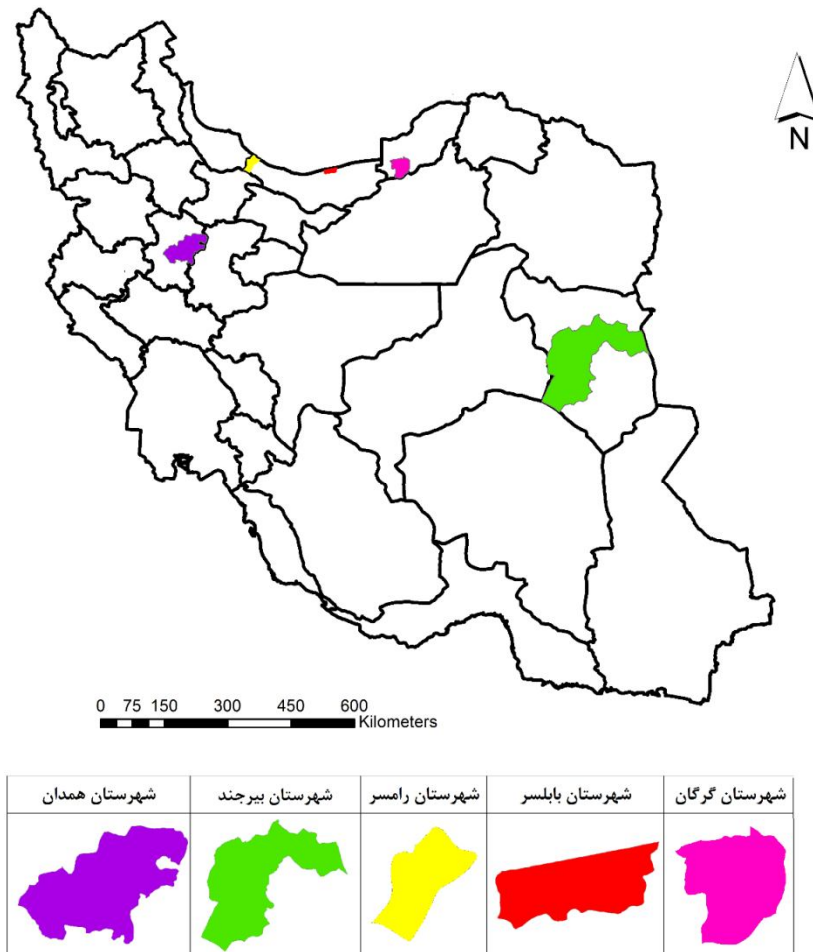 N
0 75 150 300 450 600
Kilometers
شهرستان گرگان
شهرستان بابلسر
شهرستان رامسر
شهرستان بیرجند
شهرستان همدان